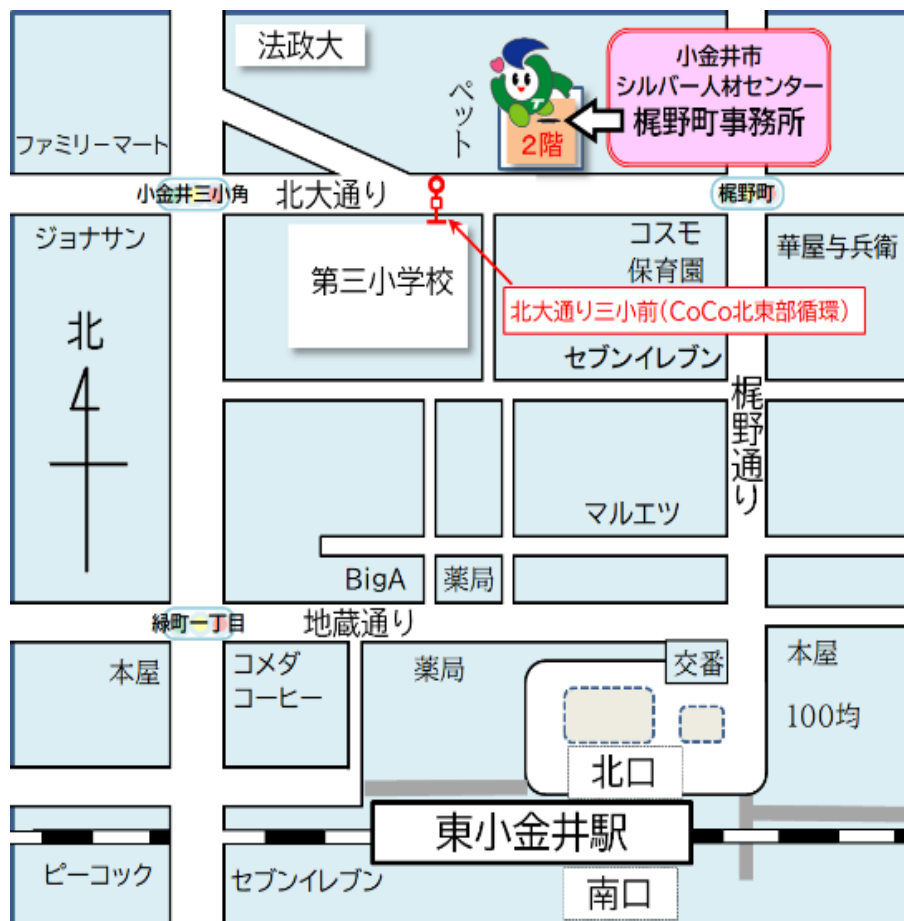 法政大
小金井市
シルバー人材センター
梶野町事務所
ペット
2階
T
ファミリーマート
小金井三小角
北大通り
梶野町
ジョナサン
第三小学校
コスモ
保育園
華屋与兵衛
北大通り三小前(CoCo北東部循環)
北
セブンイレブン
梶野通り
マルエツ
BigA
薬局
緑町一丁目
地蔵通り
本屋
コメダ
コーヒー
薬局
交番
本屋
100均
北口
東小金井駅
ピーコック
セブンイレブン
南口